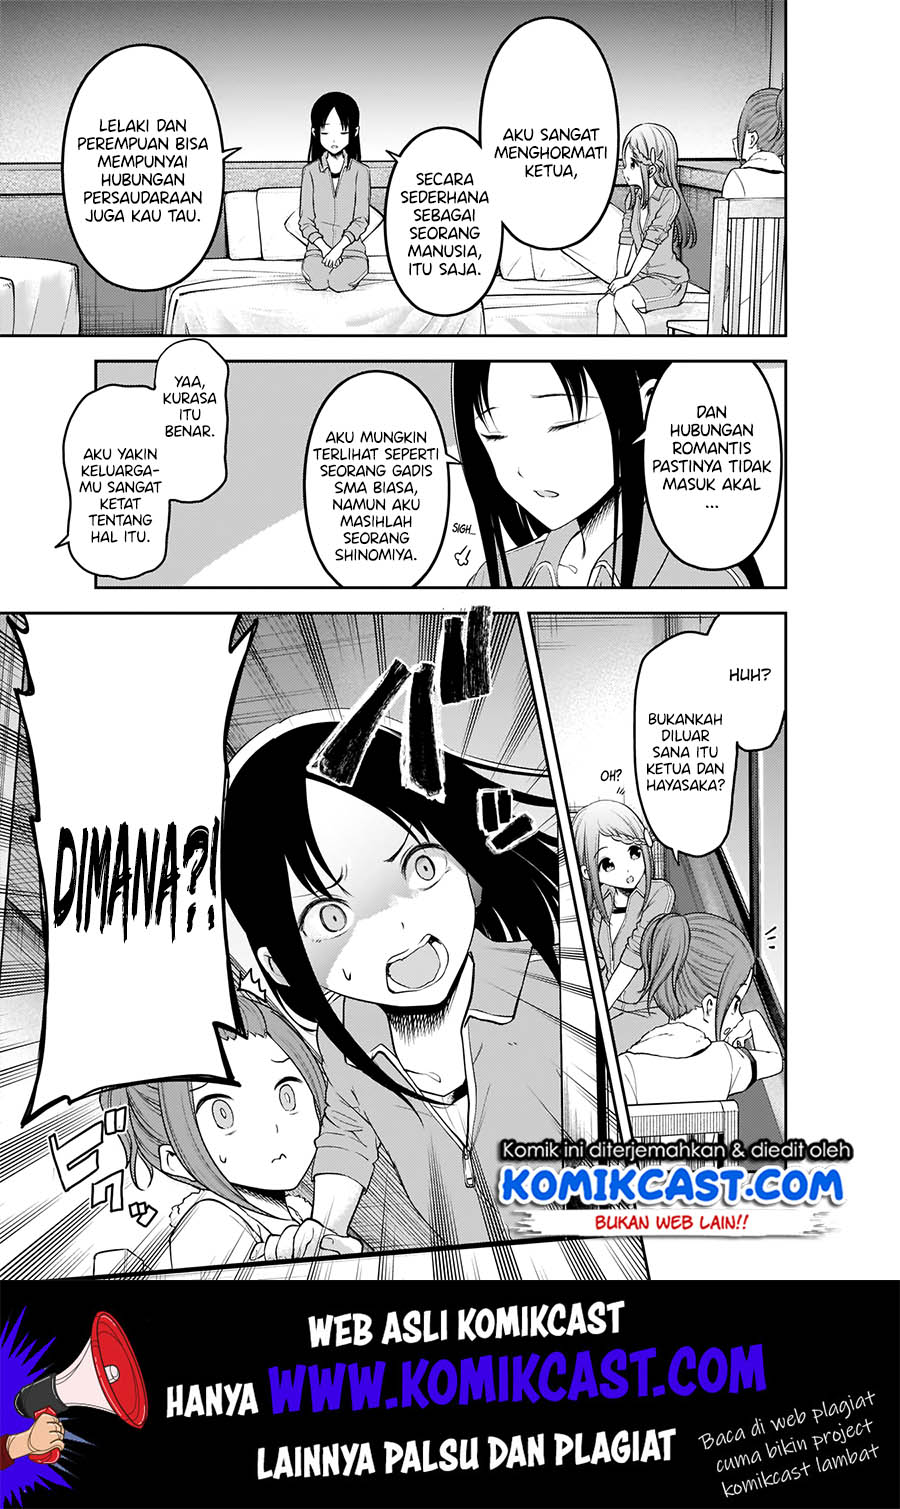 AKU SANGAT
MENGHORMATI
KETUA,
SECARA
SEDERHANA
SEBAGAI
SEORANG
MANUSIA,
ITU SAJA.
LELAKI DAN
PEREMPUAN BISA
MEMPUNYAI
HUBUNGAN
PERSAUDARAAN
JUGA KAU TAU.
DAN
HUBUNGAN
ROMANTIS
PASTINYA TIDAK
MASUK AKAL
...
SIGH...
AKU MUNGKIN
TERLIHAT SEPERTI
SEORANG GADIS
SMA BIASA,
NAMUN AKU
MASIHLAH
SEORANG
SHINOMIYA.
YAA,
KURASA
ITU
BENAR.
AKU YAKIN
KELUARGA-
MU SANGAT
KETAT
TENTANG
HAL ITU.
HUH?
BUKANKAH
DILUAR
SANA ITU
KETUA DAN
HAYASAKA?
OH?
DIMANA?!
ビクッ
Komik ini diterjemahkan & diedit oleh
KOMIKCAST.COM
BUKAN WEB LAIN!!
WEB ASLI KOMIKCAST
HANYA WWW.KOMIKCAST.COM
LAINNYA PALSU DAN PLAGIAT
Baca di web plagiat
cuma bikin project
komikcast lambat